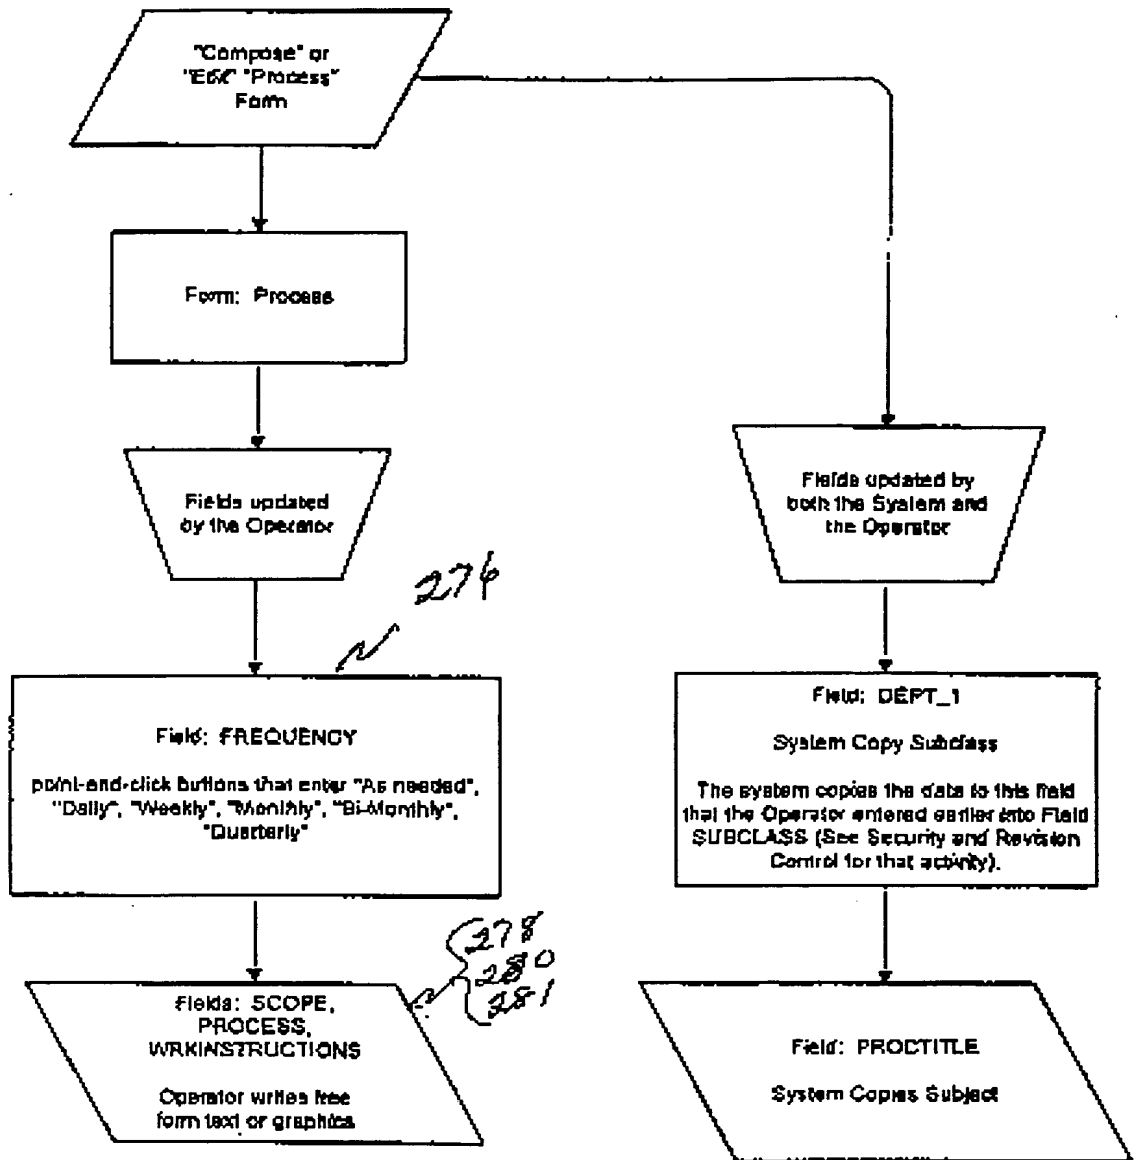 "Compose" or
"Edit" "Process"
Form
Form: Process
Fields updated
by the Operator
276
Field: FREQUENCY
point-and-click buttons that enter "As needed",
"Daily", "Weekly", "Monthly", "Bi-Monthly",
"Quarterly"
278
280
281
Fields: SCOPE,
PROCESS,
WRKINSTRUCTIONS
Operator writes free
form text or graphics
Fields updated by
both the System and
the Operator
Field: DEPT_1
System Copy Subclass
The system copies the data to this field
that the Operator entered earlier into Field
SUBCLASS (See Security and Revision
Control for that activity).
Field: PROCTITLE
System Copies Subject